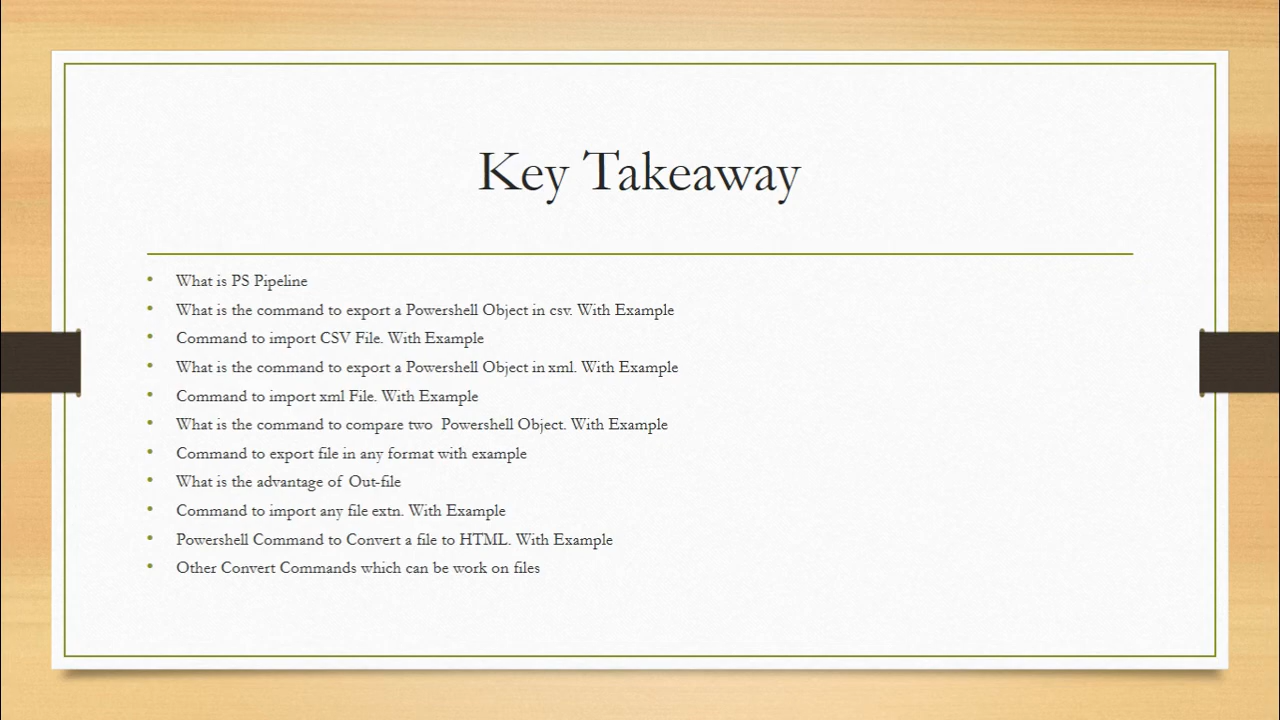 Key Takeaway
• What is PS Pipeline
• What is the command to export a Powershell Object in csv. With Example
• Command to import CSV File. With Example
• What is the command to export a Powershell Object in xml. With Example
• Command to import xml File. With Example
• What is the command to compare two  Powershell Object. With Example
• Command to export file in any format with example
• What is the advantage of Out-file
• Command to import any file extn. With Example
• Powershell Command to Convert a file to HTML. With Example
• Other Convert Commands which can be work on files